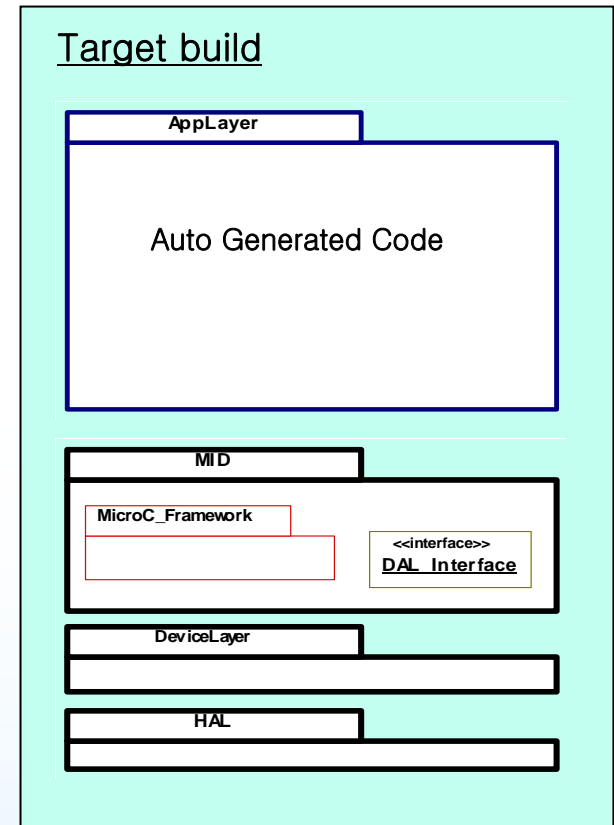 Target build
AppLayer
Auto Generated Code
MID
MicroC_Framework
<<interface>>
DAL_Interface
DeviceLayer
HAL